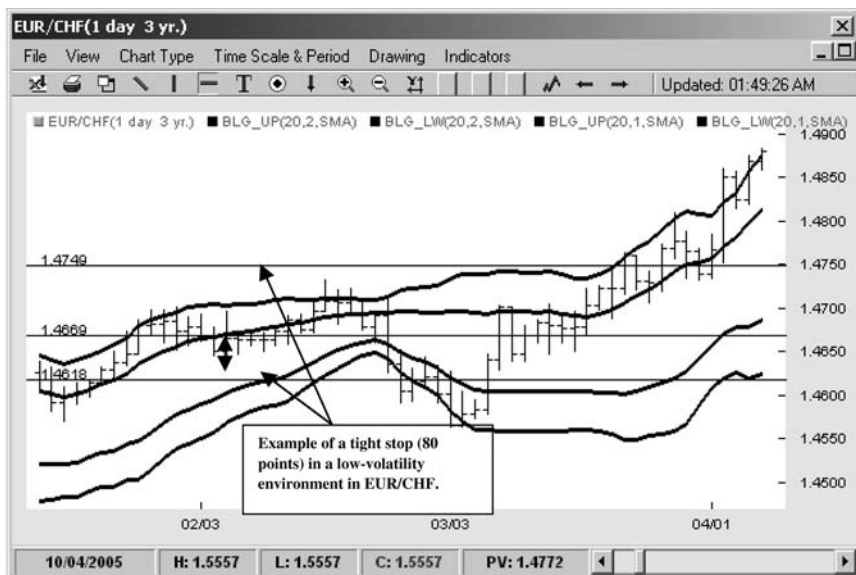 EUR/CHF(1 day 3 yr.)
File View Chart Type Time Scale & Period Drawing Indicators
T Updated: 01:49:26 AM
EUR/CHF(1 day 3 yr.) BLG_UP(20,2,SMA) BLG_LW(20,2,SMA) BLG_UP(20,1,SMA) BLG_LW(20,1,SMA)
1.4900
1.4850
1.4800
1.4749
1.4750
1.4700
1.4669
1.4650
1.4618
1.4600
Example of a tight stop (80
points) in a low-volatility
environment in EUR/CHF.
1.4550
1.4500
02/03 03/03 04/01
10/04/2005 H: 1.5557 L: 1.5557 C: 1.5557 PV: 1.4772